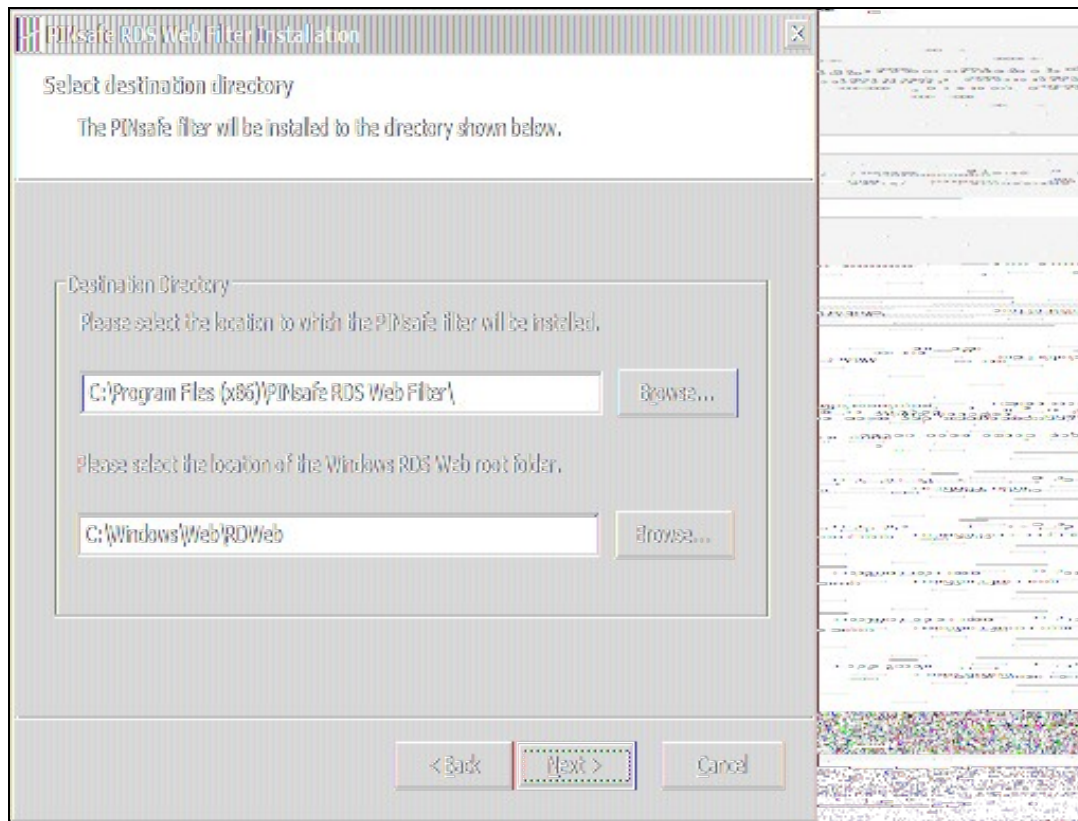 PINsafe RDS Web Filter Installation
Select destination directory
The PINsafe filter will be installed to the directory shown below.
Destination Directory
Please select the location to which the PINsafe filter will be installed.
C:\Program Files (x86)\PINsafe RDS Web Filter\
Browse...
Please select the location of the Windows RDS Web root folder.
C:\Windows\Web\RDWeb
Browse...
< Back
Next >
Cancel